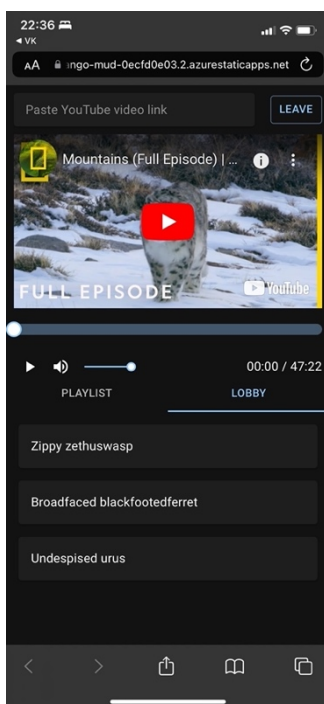 22:36
◀ VK
AA ango-mud-0ecfd0e03.2.azurestaticapps.net
Paste YouTube video link
LEAVE
Mountains (Full Episode) | ...
FULL EPISODE
YouTube
00:00 / 47:22
PLAYLIST
LOBBY
Zippy zethuswasp
Broadfaced blackfootedferret
Undespised urus